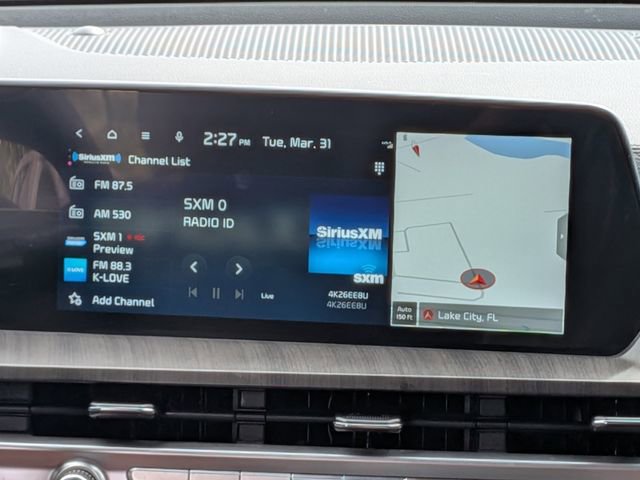 2:27 PM Tue, Mar. 31
SiriusXM Channel List
FM 87.5
AM 530
SXM 1
Preview
FM 88.3
K-LOVE
Add Channel
SXM 0
RADIO ID
Live
SiriusXM
sxm
4K26EE8U
4K26EE8U
Auto
150 ft
Lake City, FL